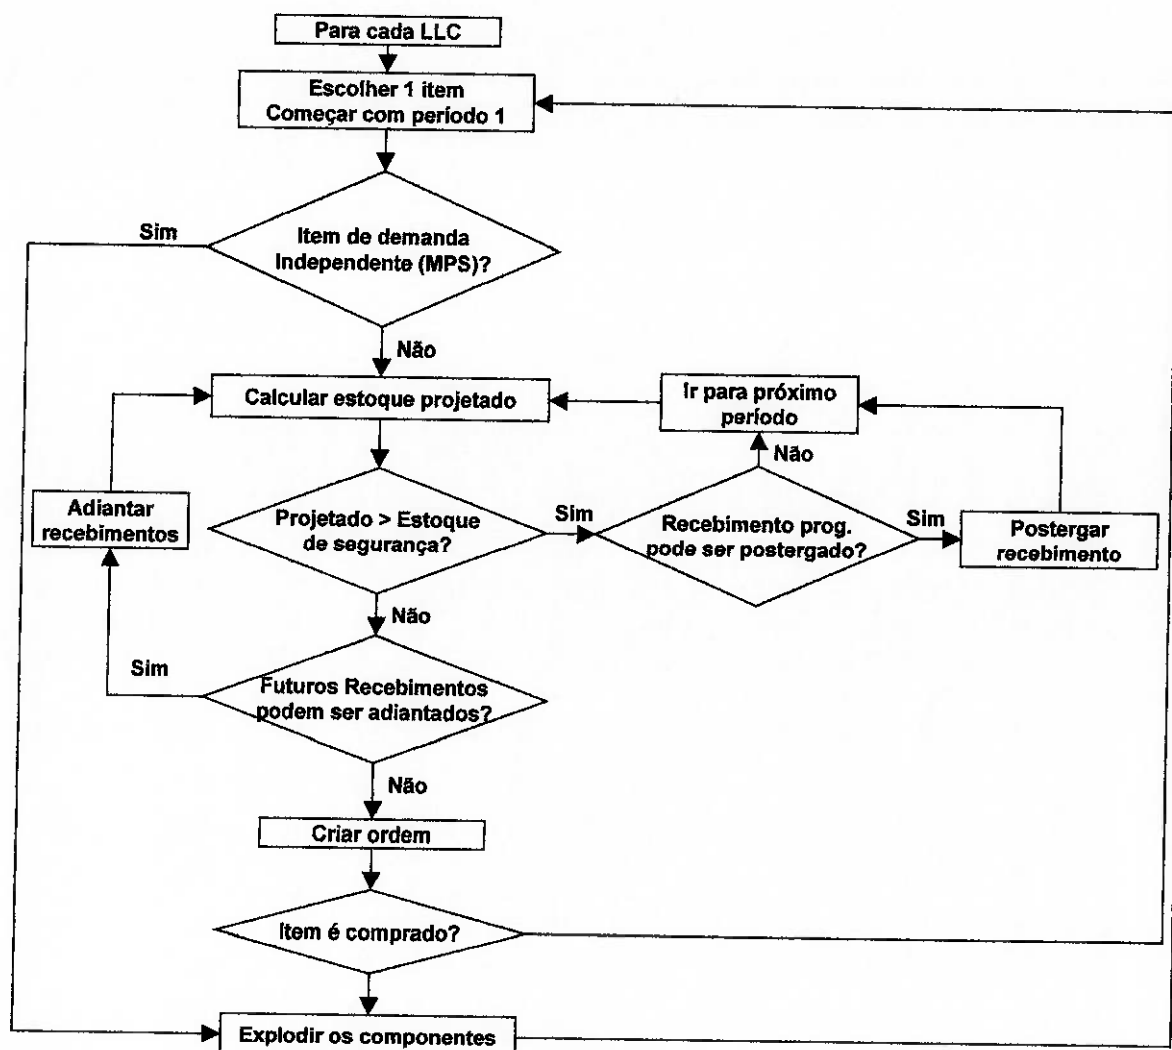 Para cada LLC
Escolher 1 item
Começar com período 1
Sim
Item de demanda
Independente (MPS)?
Não
Calcular estoque projetado
Ir para próximo
período
Não
Adiantar
recebimentos
Projetado > Estoque
de segurança?
Sim
Recebimento prog.
pode ser postergado?
Sim
Postergar
recebimento
Não
Sim
Futuros Recebimentos
podem ser adiantados?
Não
Criar ordem
Item é comprado?
Explodir os componentes